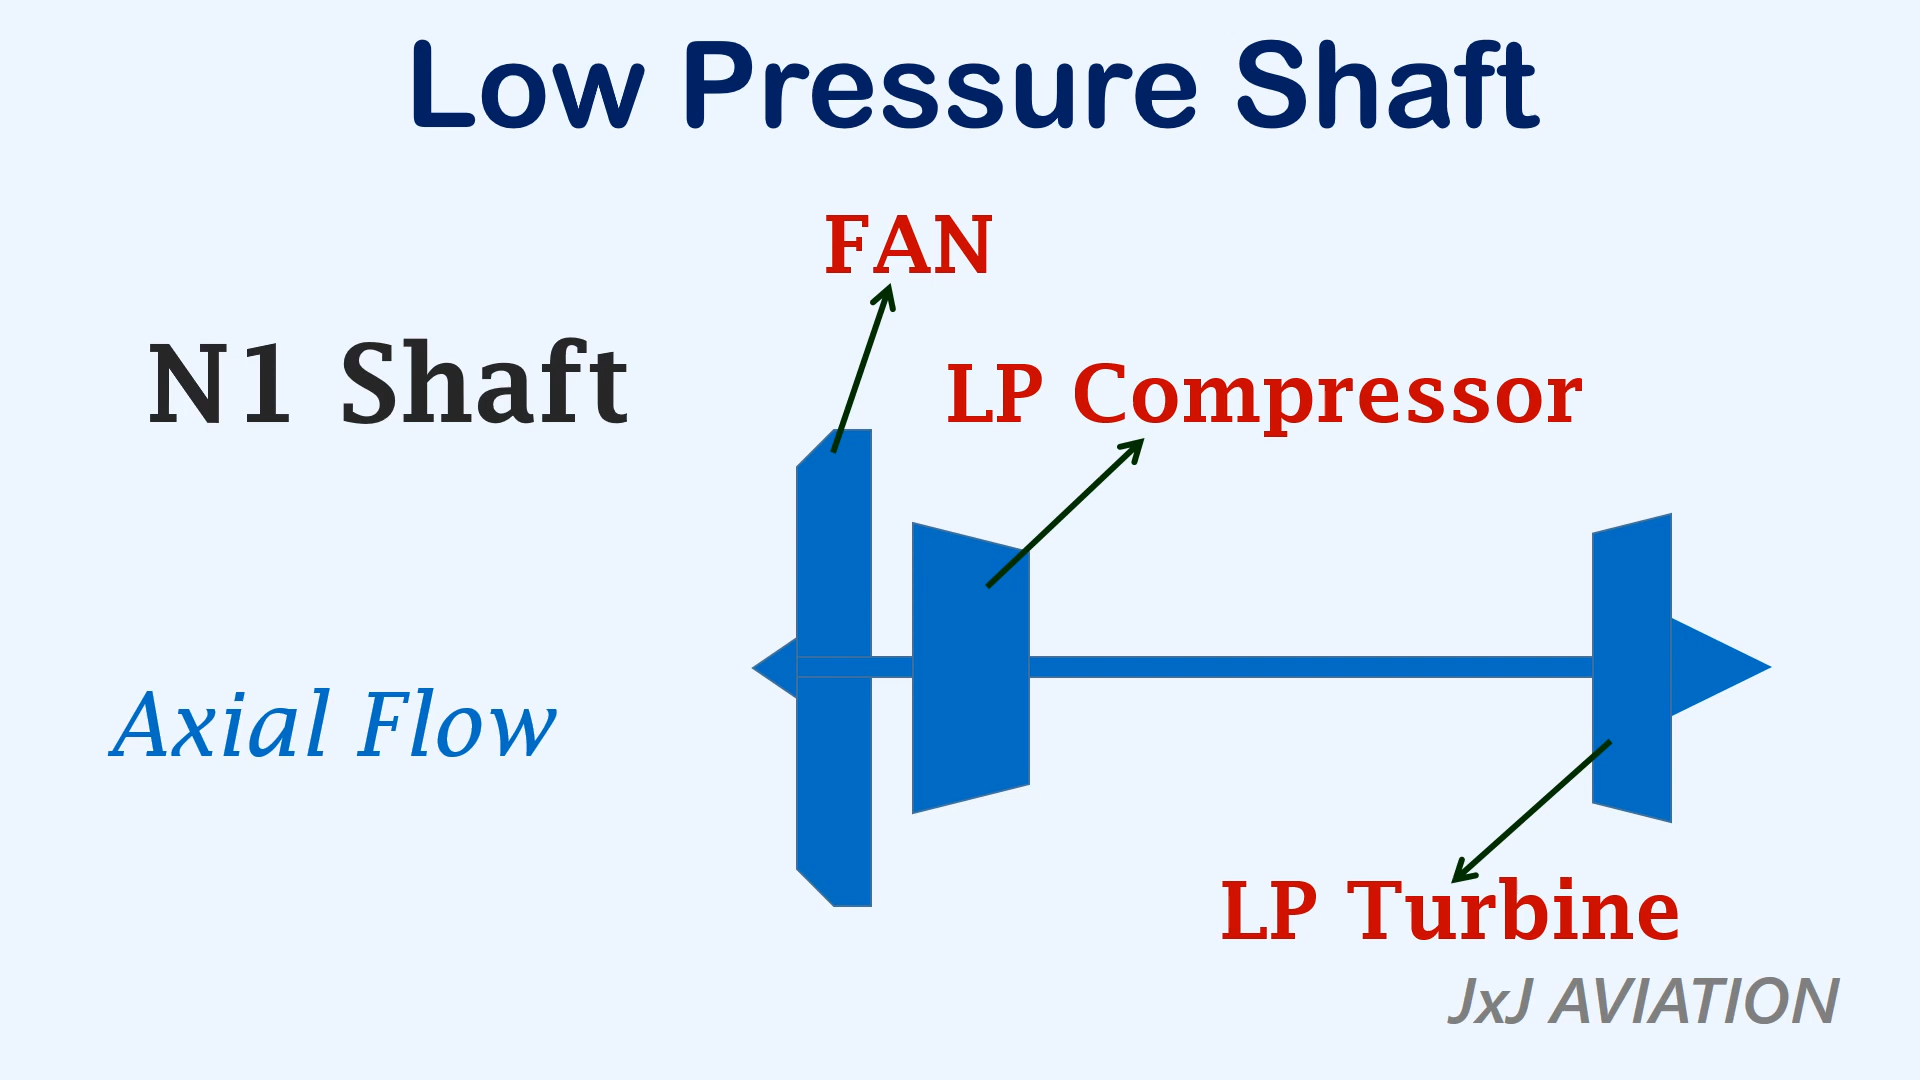 Low Pressure Shaft
FAN
N1 Shaft
LP Compressor
Axial Flow
LP Turbine
JxJ AVIATION